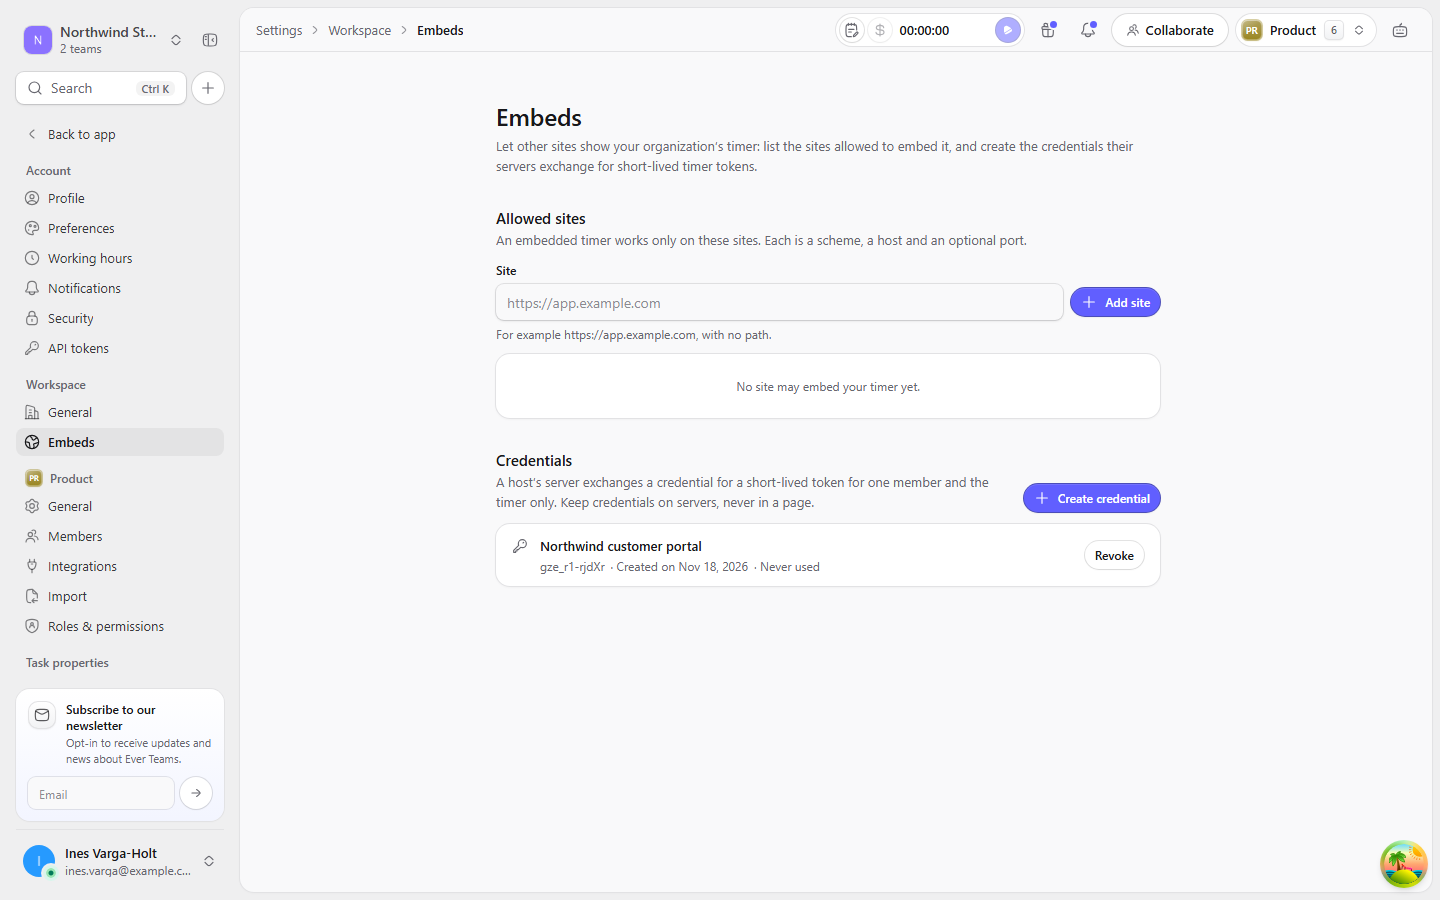 N
Northwind St...
2 teams
Search
Ctrl K
Back to app
Account
Profile
Preferences
Working hours
Notifications
Security
API tokens
Workspace
General
Embeds
PR
Product
General
Members
Integrations
Import
Roles & permissions
Task properties
Subscribe to our
newsletter
Opt-in to receive updates and
news about Ever Teams.
Email
I
Ines Varga-Holt
ines.varga@example.c...
Settings
Workspace
Embeds
$
00:00:00
Collaborate
PR
Product
6
Embeds
Let other sites show your organization's timer: list the sites allowed to embed it, and create the credentials their
servers exchange for short-lived timer tokens.
Allowed sites
An embedded timer works only on these sites. Each is a scheme, a host and an optional port.
Site
https://app.example.com
Add site
For example https://app.example.com, with no path.
No site may embed your timer yet.
Credentials
A host's server exchanges a credential for a short-lived token for one member and the
timer only. Keep credentials on servers, never in a page.
Create credential
Northwind customer portal
gze_r1-rjdXr · Created on Nov 18, 2026 · Never used
Revoke